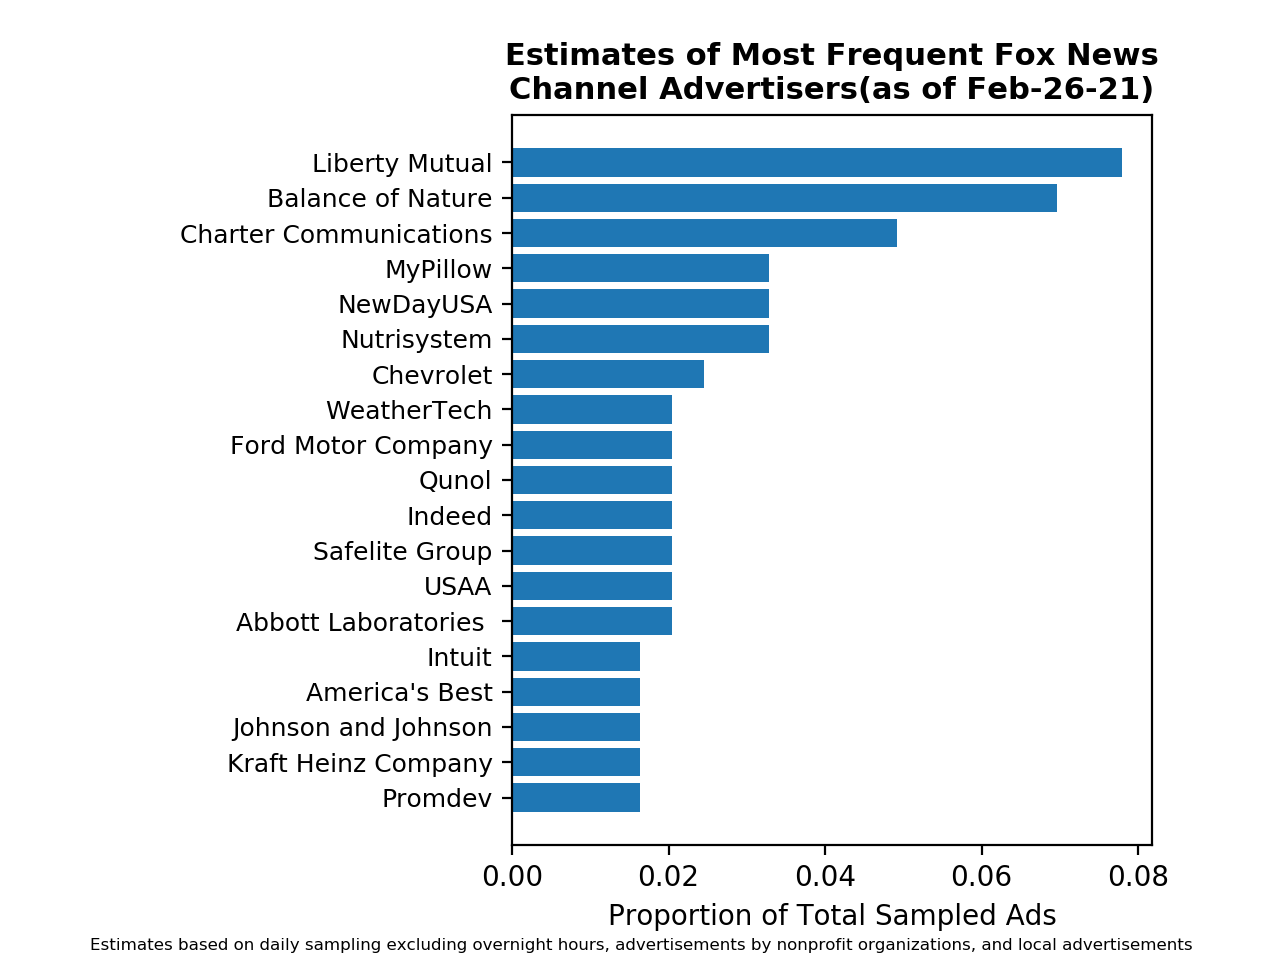 Estimates of Most Frequent Fox News
Channel Advertisers(as of Feb-26-21)
Liberty Mutual
Balance of Nature
Charter Communications
MyPillow
NewDayUSA
Nutrisystem
Chevrolet
WeatherTech
Ford Motor Company
Qunol
Indeed
Safelite Group
USAA
Abbott Laboratories
Intuit
America's Best
Johnson and Johnson
Kraft Heinz Company
Promdev
0.00 0.02 0.04 0.06 0.08
Proportion of Total Sampled Ads
Estimates based on daily sampling excluding overnight hours, advertisements by nonprofit organizations, and local advertisements